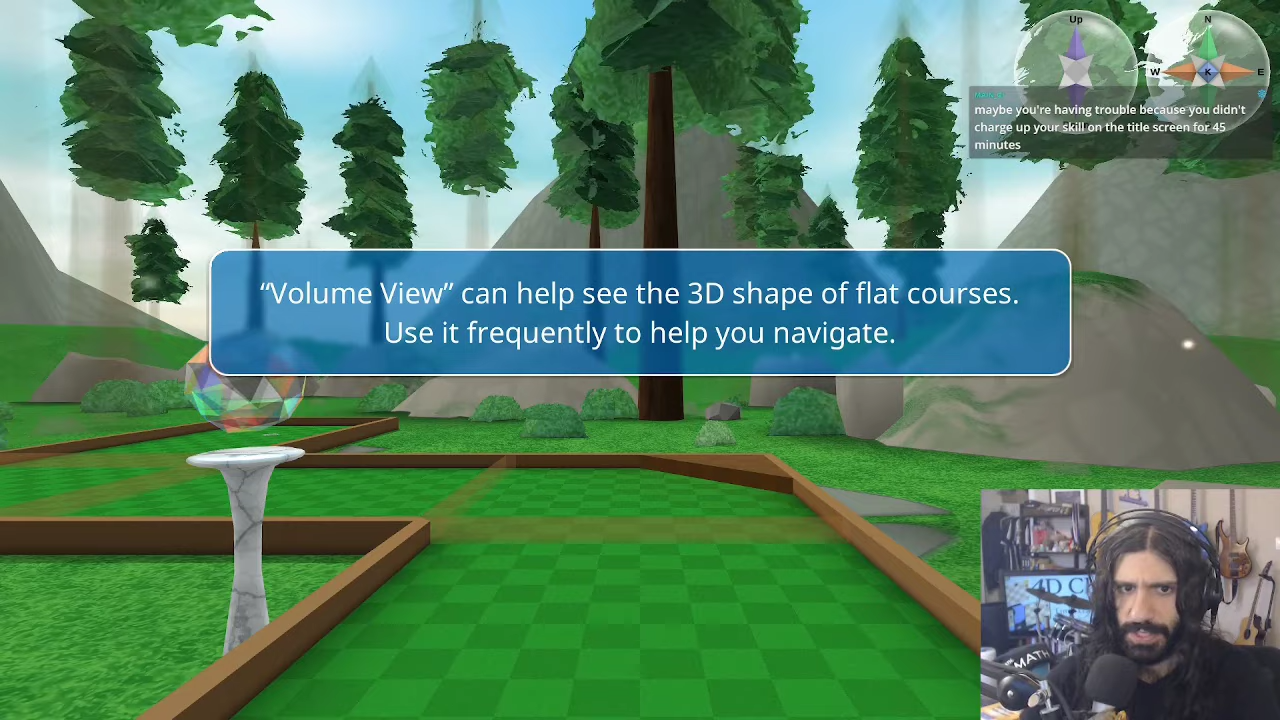 Up
N
W
K
E
maybe you're having trouble because you didn't
charge up your skill on the title screen for 45
minutes
“Volume View” can help see the 3D shape of flat courses.
Use it frequently to help you navigate.
4D
MATH